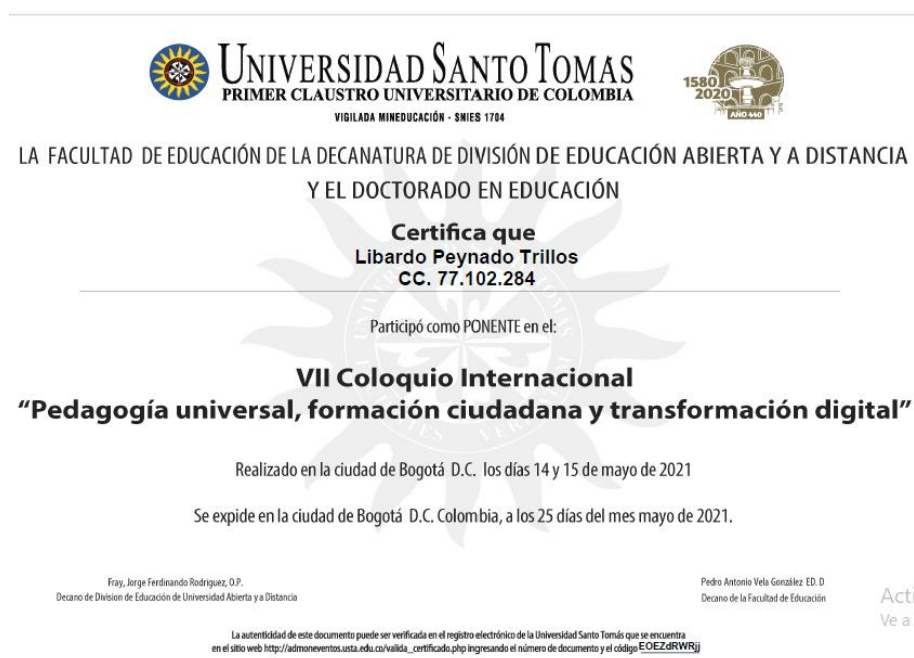 UNIVERSIDAD SANTO TOMÁS
PRIMER CLAUSTRO UNIVERSITARIO DE COLOMBIA
VIGILADA MINEDUCACIÓN - SNIES 1704
1580
2020
AÑO 440
LA FACULTAD DE EDUCACIÓN DE LA DECANATURA DE DIVISIÓN DE EDUCACIÓN ABIERTA Y A DISTANCIA
Y EL DOCTORADO EN EDUCACIÓN
Certifica que
Libardo Peynado Trillos
CC. 77.102.284
Participó como PONENTE en el:
VII Coloquio Internacional
“Pedagogía universal, formación ciudadana y transformación digital”
Realizado en la ciudad de Bogotá D.C. los días 14 y 15 de mayo de 2021
Se expide en la ciudad de Bogotá D.C. Colombia, a los 25 días del mes mayo de 2021.
Fray, Jorge Ferdinando Rodriguez, O.P.
Decano de Division de Educación de Universidad Abierta y a Distancia
Pedro Antonio Vela González ED. D
Decano de la Facultad de Educación
Acti
Ve a
La autenticidad de este documento puede ser verificada en el registro electrónico de la Universidad Santo Tomás que se encuentra
en el sitio web http://admoneventos.usta.edu.co/valida_certificado.php ingresando el número de documento y el código EOEZdRWRjj